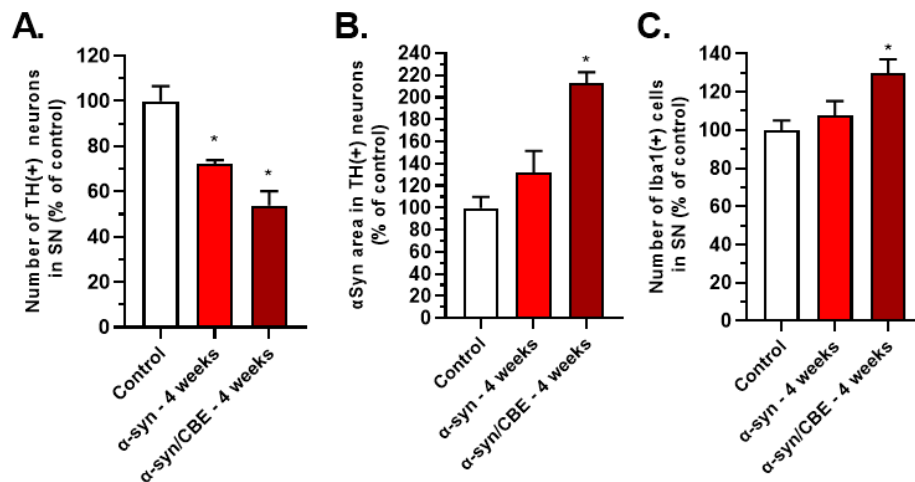 A.
Number of TH(+) neurons
in SN (% of control)
120
100
80
60
40
20
0
*
*
Control
α-syn - 4 weeks
α-syn/CBE - 4 weeks
B.
αSyn area in TH(+) neurons
(% of control)
240
220
200
180
160
140
120
100
80
60
40
20
0
*
Control
α-syn - 4 weeks
α-syn/CBE - 4 weeks
C.
Number of Iba1(+) cells
in SN (% of control)
140
120
100
80
60
40
20
0
*
Control
α-syn - 4 weeks
α-syn/CBE - 4 weeks